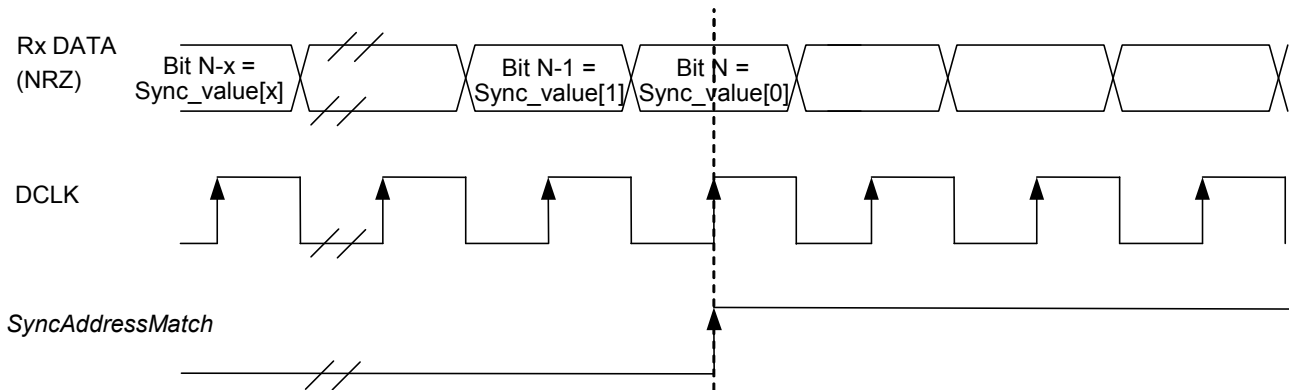 Rx DATA
(NRZ)
Bit N-x =
Sync_value[x]
Bit N-1 =
Sync_value[1]
Bit N =
Sync_value[0]
DCLK
SyncAddressMatch